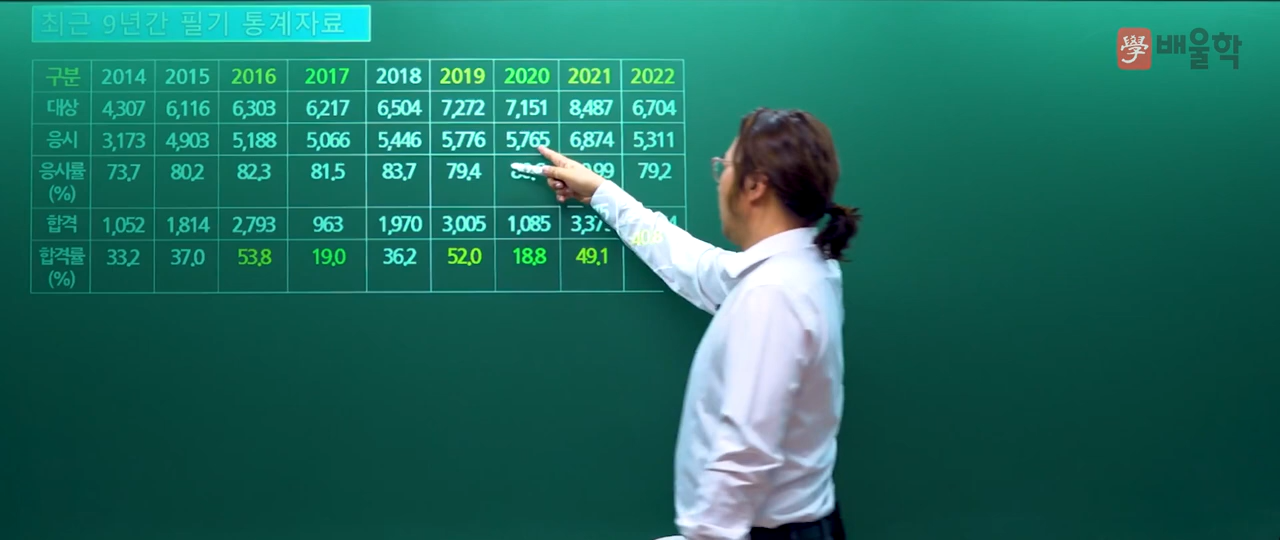 최근 9년간 필기 통계자료
學 배울학
구분 2014 2015 2016 2017 2018 2019 2020 2021 2022
대상 4,307 6,116 6,303 6,217 6,504 7,272 7,151 8,487 6,704
응시 3,173 4,903 5,188 5,066 5,446 5,776 5,765 6,874 5,311
응시률 73.7 80.2 82.3 81.5 83.7 79.4 79.2
(%)
합격 1,052 1,814 2,793 963 1,970 3,005 1,085
합격률 33.2 37.0 53.8 19.0 36.2 52.0 18.8 49.1
(%)